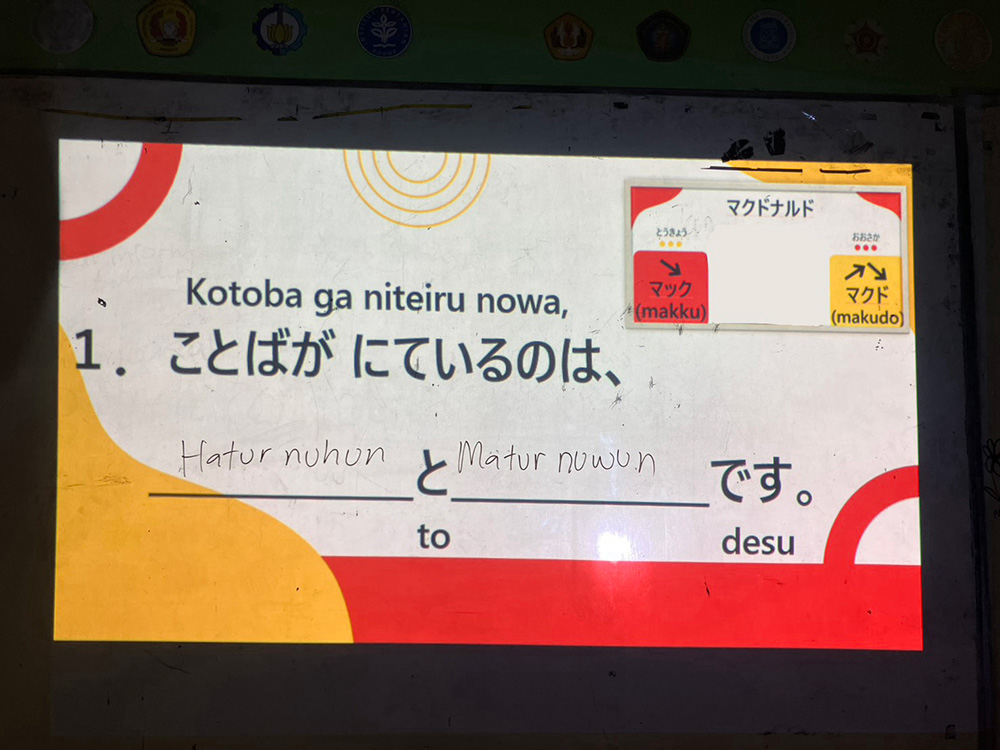 マクドナルド
とうきょう
おおさか
マック
(makku)
マクド
(makudo)
Kotoba ga niteiru nowa,
1. ことばが にているのは、
Hatur nuhun と Matur nuwun です。
to desu